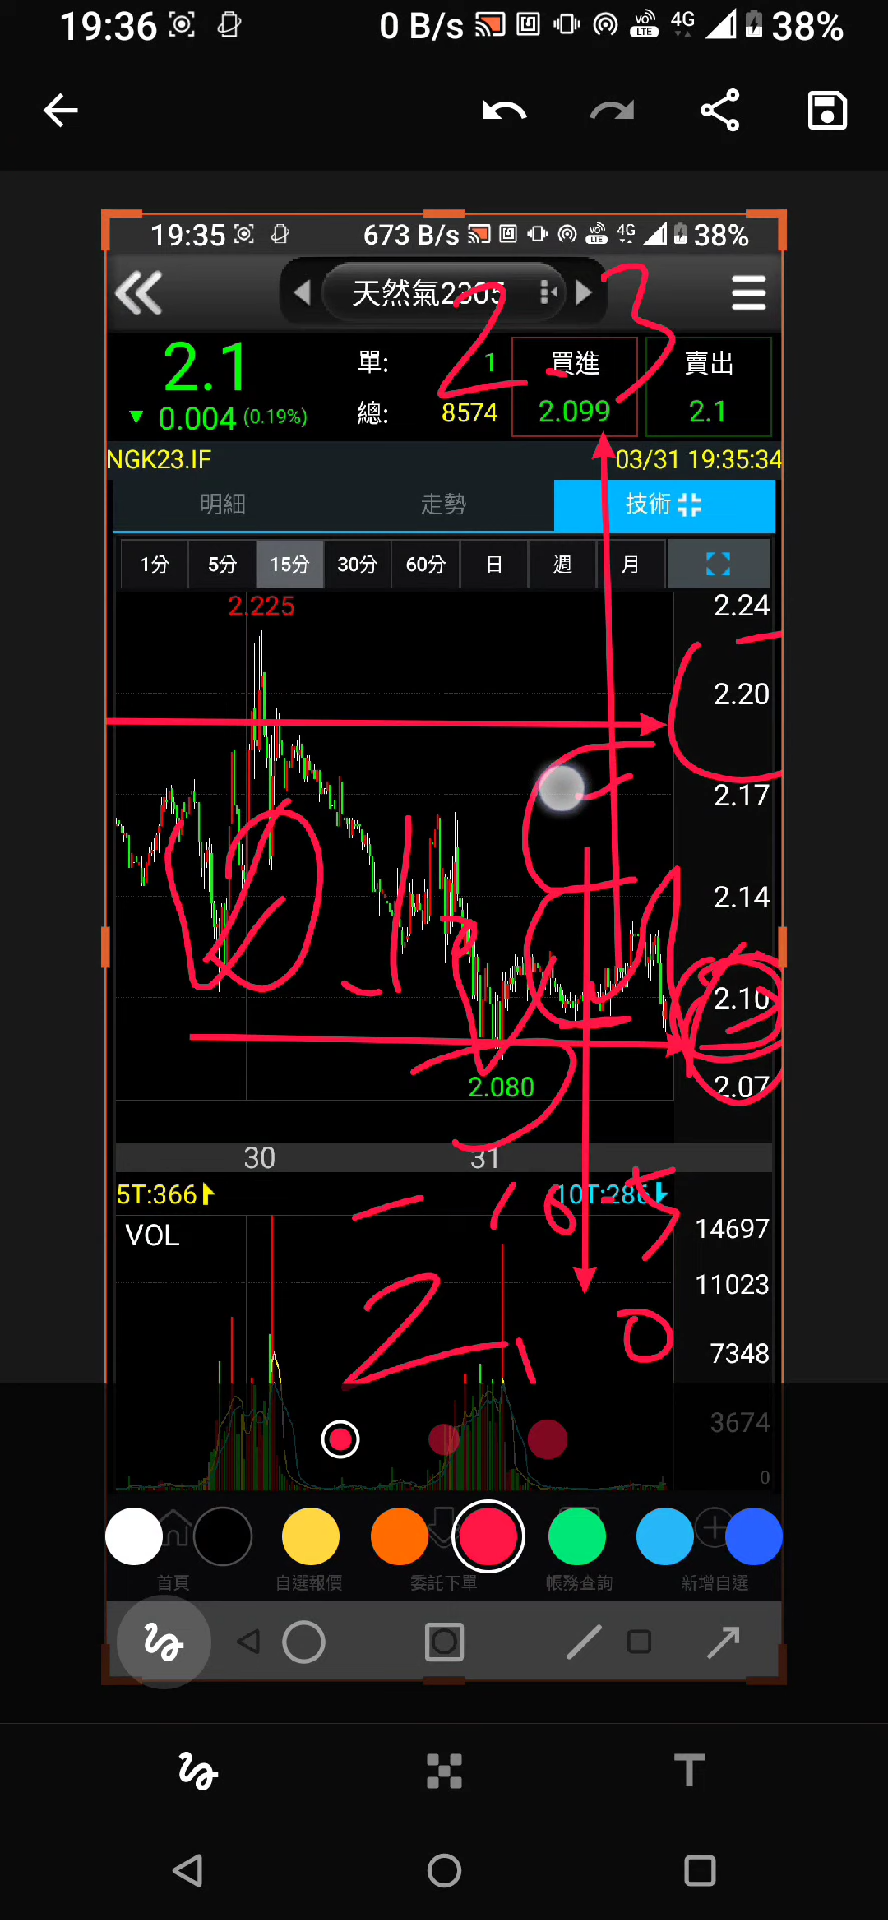 19:36 0 B/s VoLTE 4G 38%
19:35 673 B/s VoLTE 4G 38%
天然氣2305
2.1 單: 1 買進 賣出
▼ 0.004 (0.19%) 總: 8574 2.099 2.1
NGK23.IF 03/31 19:35:34
明細 走勢 技術
1分 5分 15分 30分 60分 日 週 月
2.225 2.24
2.20
2.17
2.14
2.10
2.080 2.07
30 31
5T:366 10T:286
VOL 14697
11023
7348
3674
0
首頁 自選報價 委託下單 帳務查詢 新增自選
T